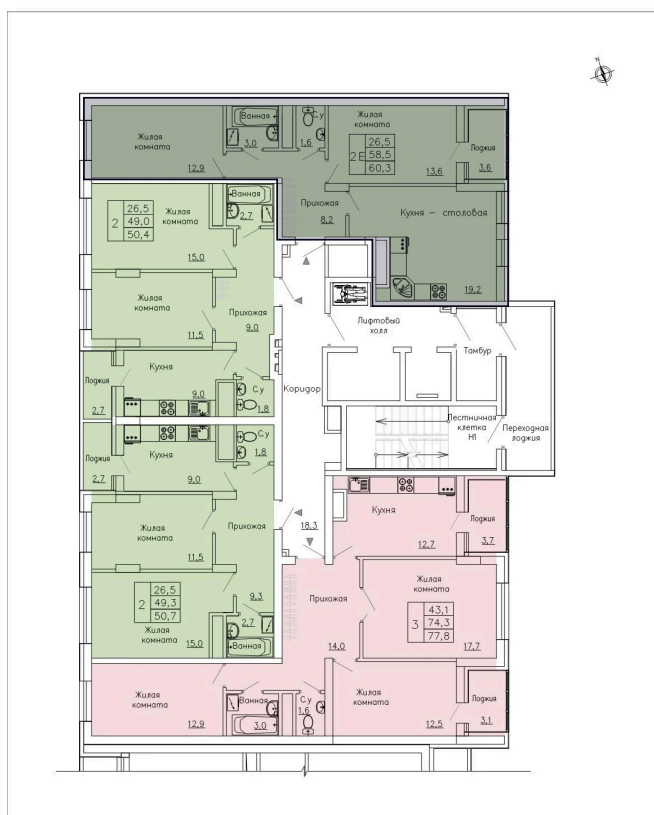 N
Жилая
комната
12,9
Ванная
3,0
С.у
1,6
Жилая
комната
13,6
2Е
26,5
58,5
60,3
Лоджия
3,6
Прихожая
8,2
Кухня - столовая
19,2
2
26,5
49,0
50,4
Жилая
комната
15,0
Ванная
2,7
Жилая
комната
11,5
Прихожая
9,0
Кухня
9,0
Лоджия
2,7
С.у
1,8
Лифтовый
холл
Тамбур
Коридор
18,3
Лестничная
клетка
Н1
Переходная
лоджия
Лоджия
2,7
Кухня
9,0
С.у
1,8
Жилая
комната
11,5
Прихожая
9,3
2
26,5
49,3
50,7
Жилая
комната
15,0
2,7
Ванная
Кухня
12,7
Лоджия
3,7
Прихожая
14,0
Жилая
комната
3
43,1
74,3
77,8
17,7
Жилая
комната
12,9
Ванная
3,0
С.у
1,6
Жилая
комната
12,5
Лоджия
3,1